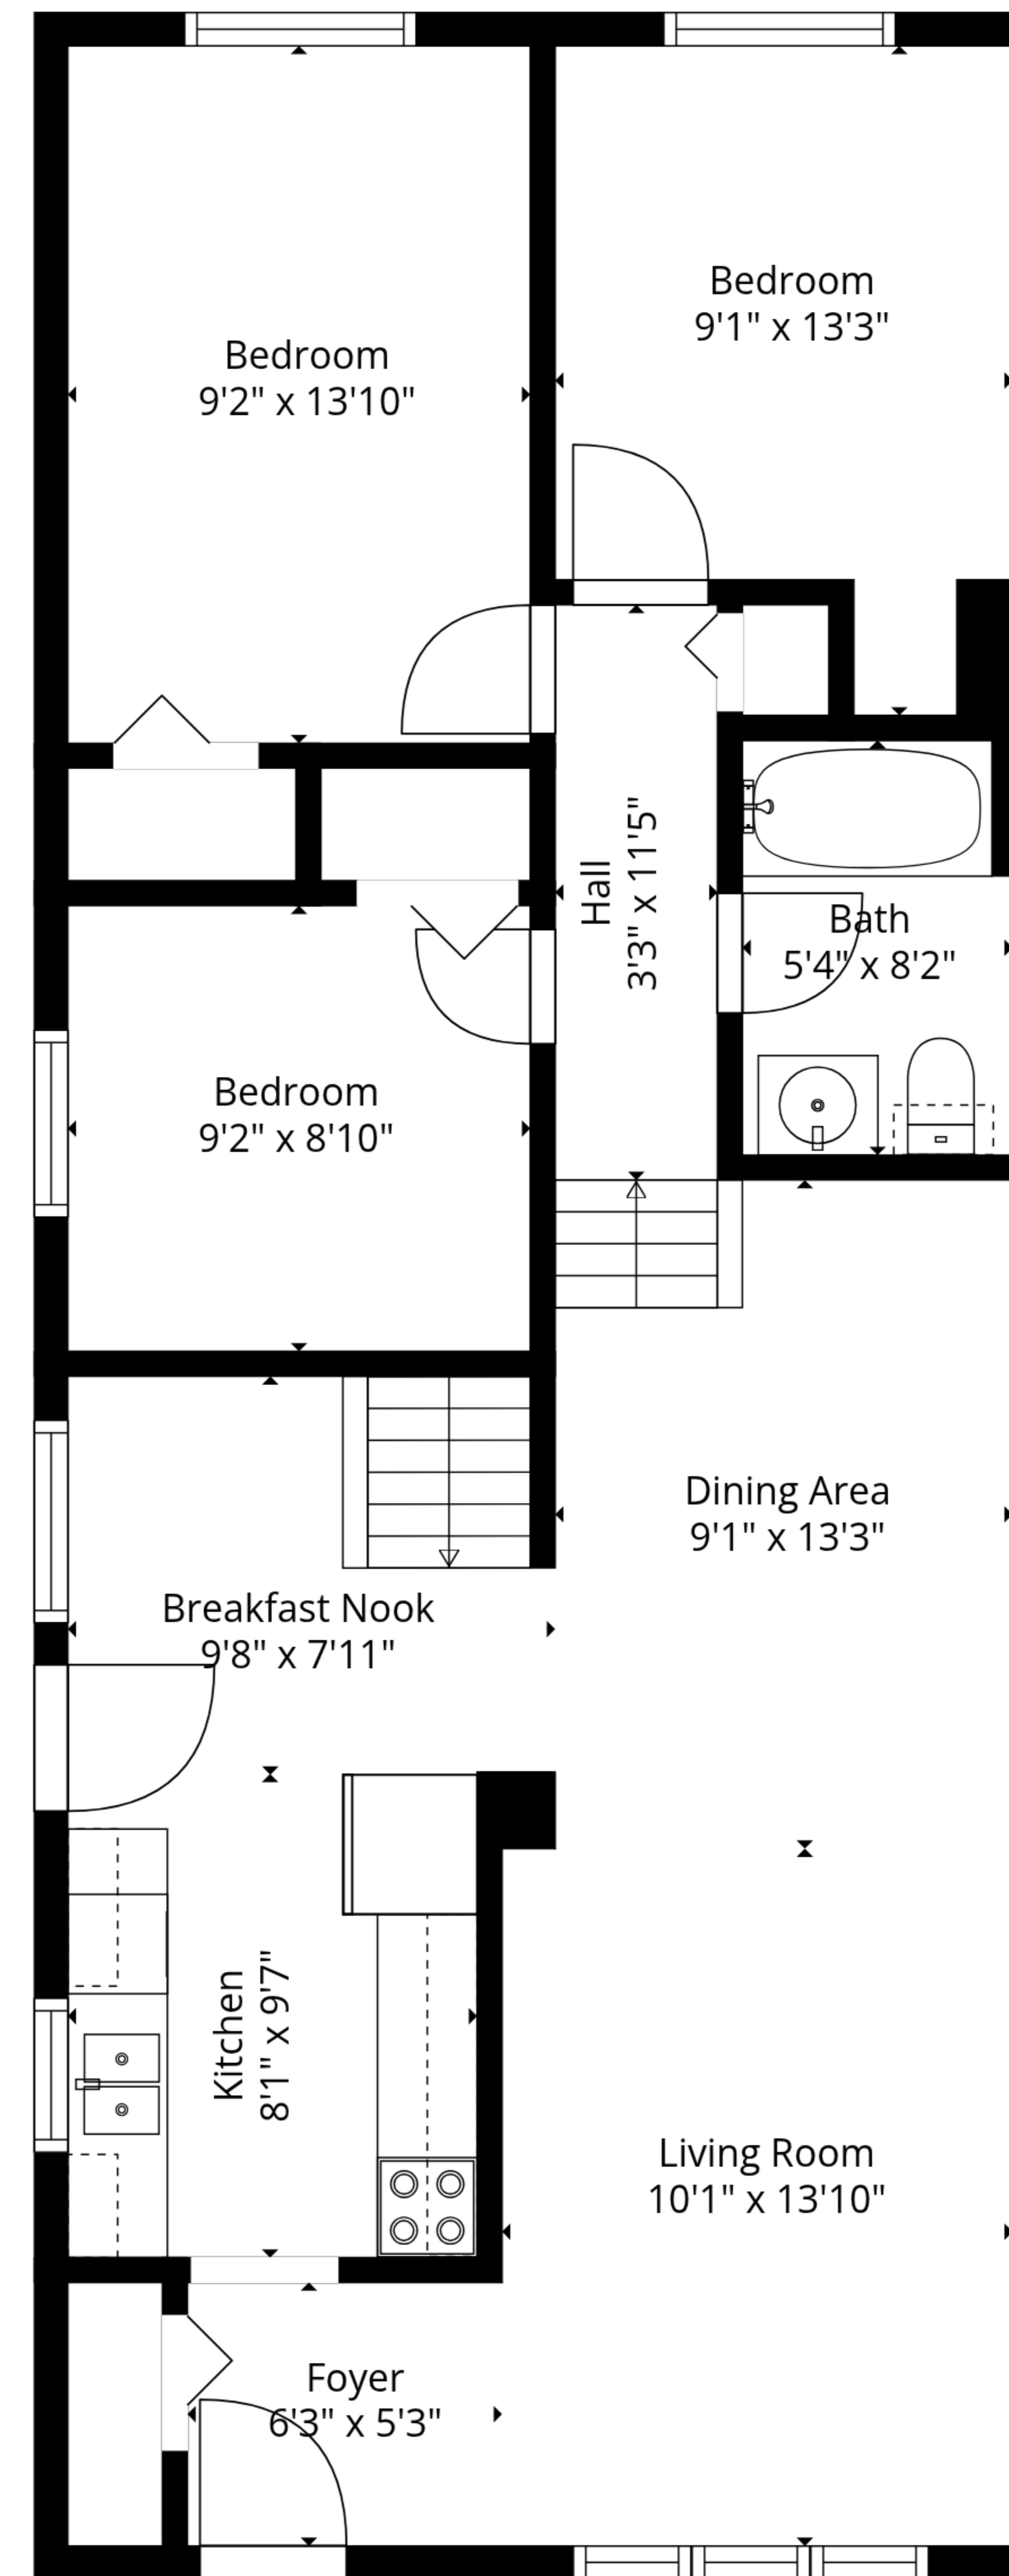 Bedroom
9'1" x 13'3"
Bedroom
9'2" x 13'10"
Hall
3'3" x 11'5"
Bath
5'4" x 8'2"
Bedroom
9'2" x 8'10"
Dining Area
9'1" x 13'3"
Breakfast Nook
9'8" x 7'11"
Kitchen
8'1" x 9'7"
Living Room
10'1" x 13'10"
Foyer
6'3" x 5'3"